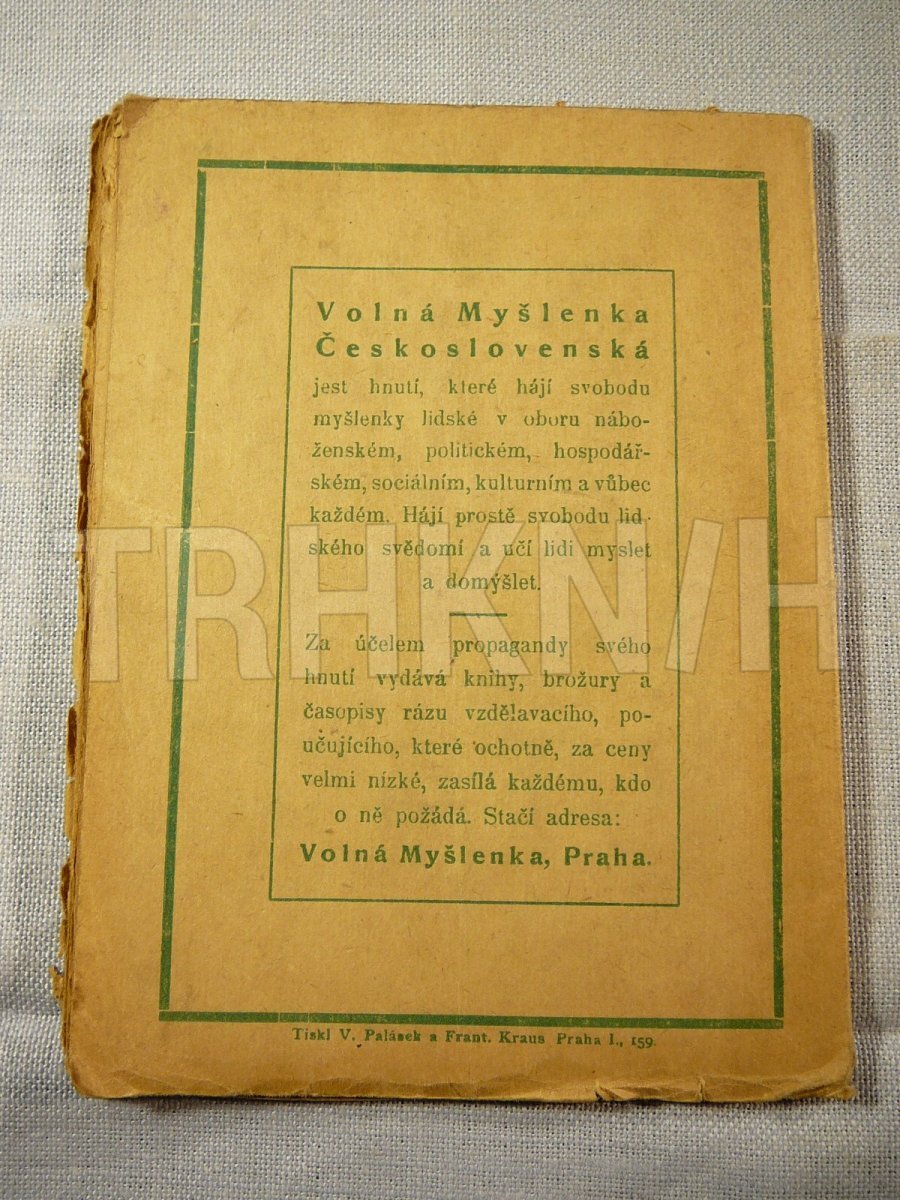 Volná Myšlenka
Československá
jest hnutí, které hájí svobodu
myšlenky lidské v oboru nábo-
ženském, politickém, hospodář-
ském, sociálním, kulturním a vůbec
každém. Hájí prostě svobodu lid-
ského svědomí a učí lidi myslet
a domýšlet.
TRHKNIH
Za účelem propagandy svého
hnutí vydává knihy, brožury a
časopisy rázu vzdělavacího, po-
učujícího, které ochotně, za ceny
velmi nízké, zasílá každému, kdo
o ně požádá. Stačí adresa:
Volná Myšlenka, Praha.
Tiskl V. Palásek a Frant. Kraus Praha I., 159.